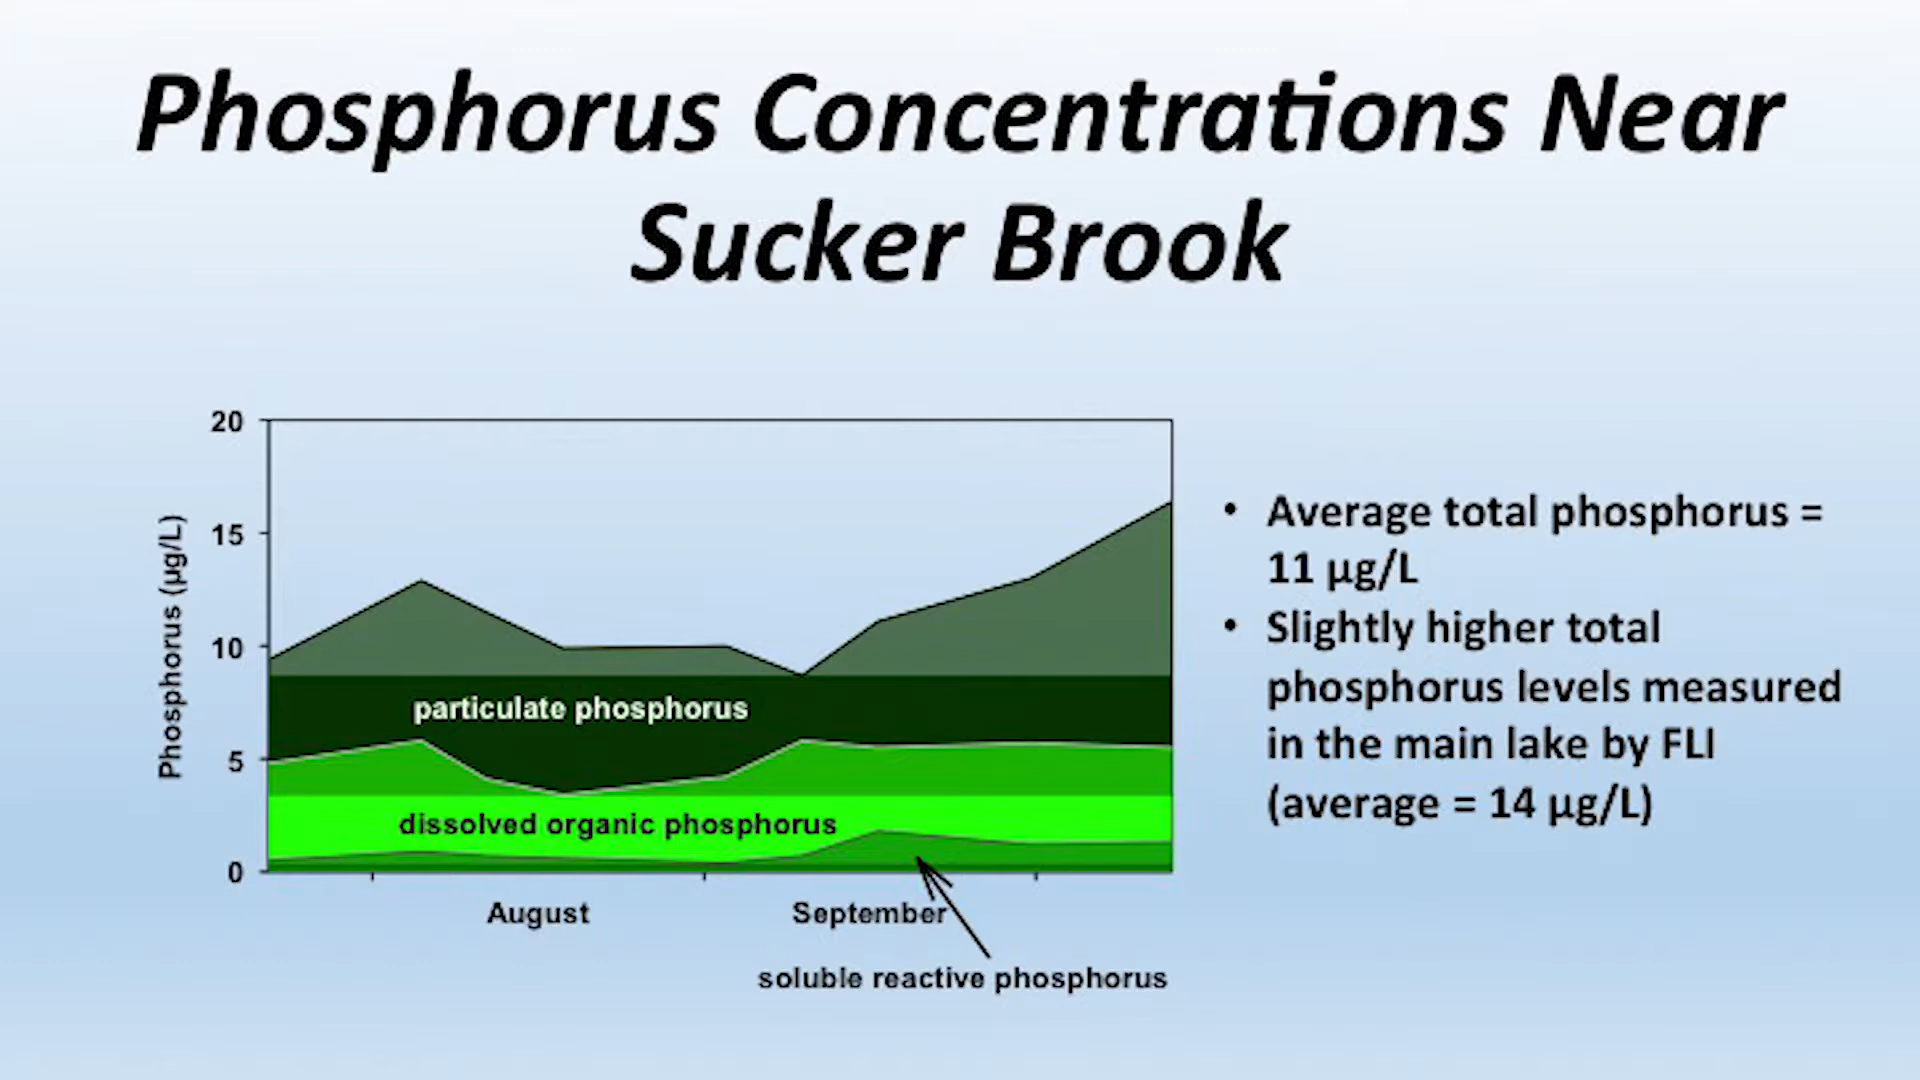 Phosphorus Concentrations Near
Sucker Brook
20
15
10
5
0
Phosphorus (µg/L)
particulate phosphorus
dissolved organic phosphorus
August
September
soluble reactive phosphorus
• Average total phosphorus =
11 µg/L
• Slightly higher total
phosphorus levels measured
in the main lake by FLI
(average = 14 µg/L)